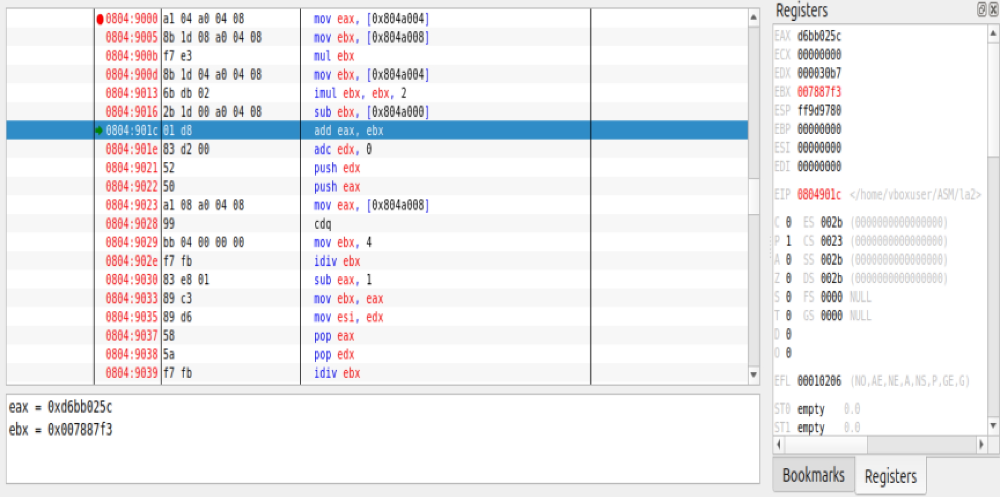 0804:9000 a1 04 a0 04 08 mov eax, [0x804a004]
0804:9005 8b 1d 08 a0 04 08 mov ebx, [0x804a008]
0804:900b f7 e3 mul ebx
0804:900d 8b 1d 04 a0 04 08 mov ebx, [0x804a004]
0804:9013 6b db 02 imul ebx, ebx, 2
0804:9016 2b 1d 00 a0 04 08 sub ebx, [0x804a000]
0804:901c 01 d8 add eax, ebx
0804:901e 83 d2 00 adc edx, 0
0804:9021 52 push edx
0804:9022 50 push eax
0804:9023 a1 08 a0 04 08 mov eax, [0x804a008]
0804:9028 99 cdq
0804:9029 bb 04 00 00 00 mov ebx, 4
0804:902e f7 fb idiv ebx
0804:9030 83 e8 01 sub eax, 1
0804:9033 89 c3 mov ebx, eax
0804:9035 89 d6 mov esi, edx
0804:9037 58 pop eax
0804:9038 5a pop edx
0804:9039 f7 fb idiv ebx
eax = 0xd6bb025c
ebx = 0x007887f3
Registers
EAX d6bb025c
ECX 00000000
EDX 000030b7
EBX 007887f3
ESP ff9d9780
EBP 00000000
ESI 00000000
EDI 00000000
EIP 0804901c </home/vboxuser/ASM/la2>
C 0 ES 002b (0000000000000000)
P 1 CS 0023 (0000000000000000)
A 0 SS 002b (0000000000000000)
Z 0 DS 002b (0000000000000000)
S 0 FS 0000 NULL
T 0 GS 0000 NULL
D 0
O 0
EFL 00010206 (NO,AE,NE,A,NS,P,GE,G)
ST0 empty 0.0
ST1 empty 0.0
Bookmarks Registers